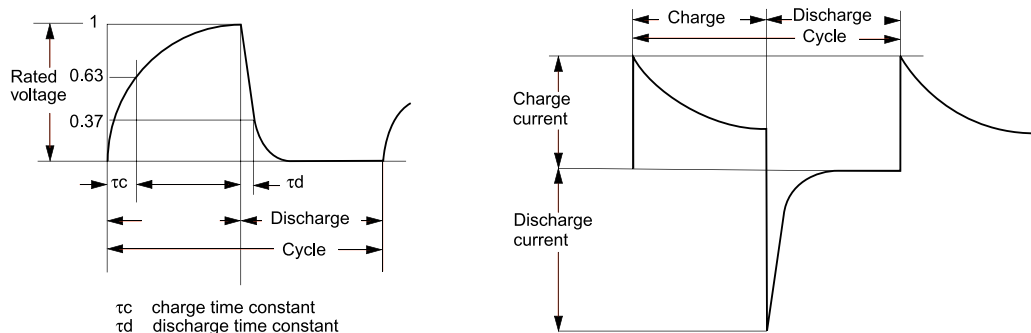 1
Rated
voltage
0.63
0.37
τc
τd
Discharge
Cycle
τc charge time constant
τd discharge time constant
Charge
Discharge
Cycle
Charge
current
Discharge
current